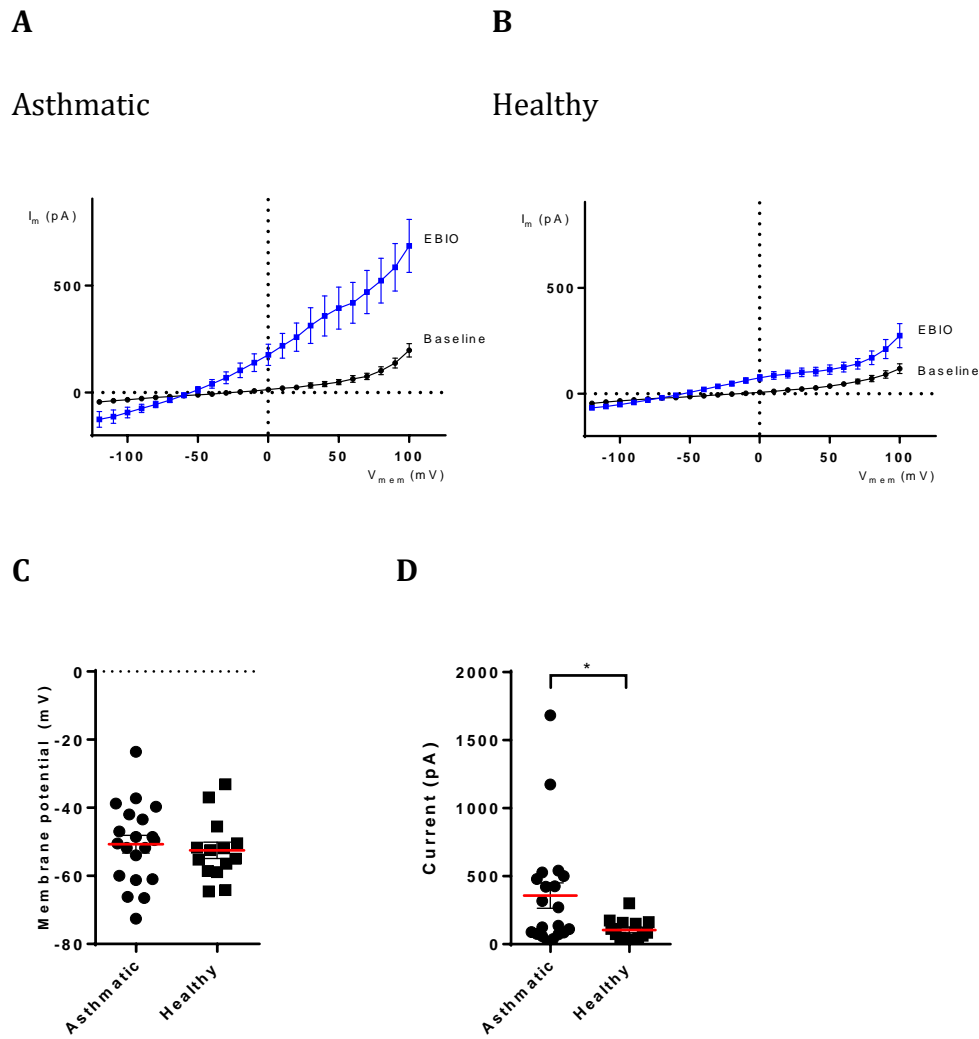 A
B
Asthmatic
Healthy
Im (pA)
EBIO
500
Baseline
0
-100
-50
0
50
100
Vmem (mV)
Im (pA)
500
EBIO
Baseline
0
-100
-50
0
50
100
Vmem (mV)
C
D
Membrane potential (mV)
0
-20
-40
-60
-80
Asthmatic
Healthy
Current (pA)
2000
1500
1000
500
0
*
Asthmatic
Healthy